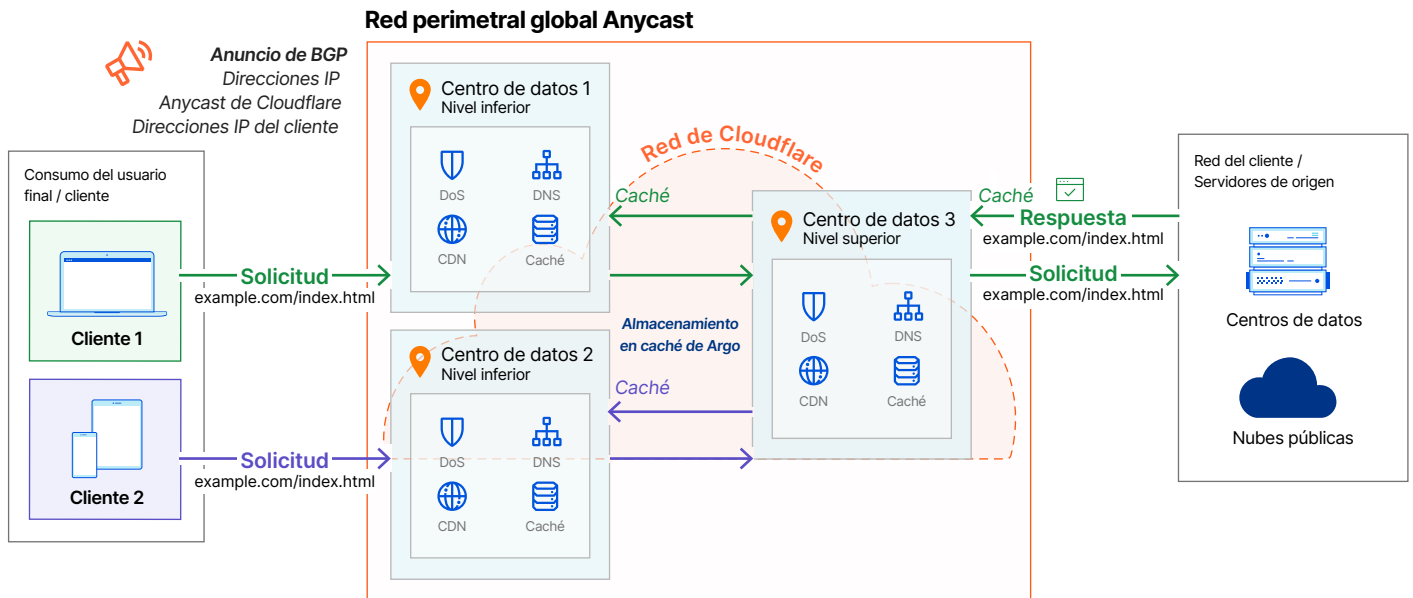 Red perimetral global Anycast
Anuncio de BGP
Direcciones IP
Anycast de Cloudflare
Direcciones IP del cliente
Consumo del usuario
final / cliente
Cliente 1
Cliente 2
Solicitud
example.com/index.html
Solicitud
example.com/index.html
Centro de datos 1
Nivel inferior
DoS
DNS
CDN
Caché
Centro de datos 2
Nivel inferior
DoS
DNS
CDN
Caché
Red de Cloudflare
Caché
Almacenamiento
en caché de Argo
Caché
Centro de datos 3
Nivel superior
DoS
DNS
CDN
Caché
Caché
Respuesta
example.com/index.html
Solicitud
example.com/index.html
Red del cliente /
Servidores de origen
Centros de datos
Nubes públicas